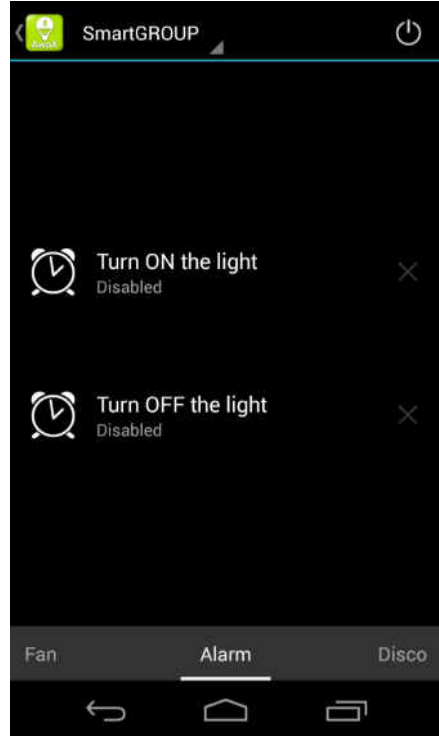 SmartGROUP
Turn ON the light
Disabled
Turn OFF the light
Disabled
Fan
Alarm
Disco